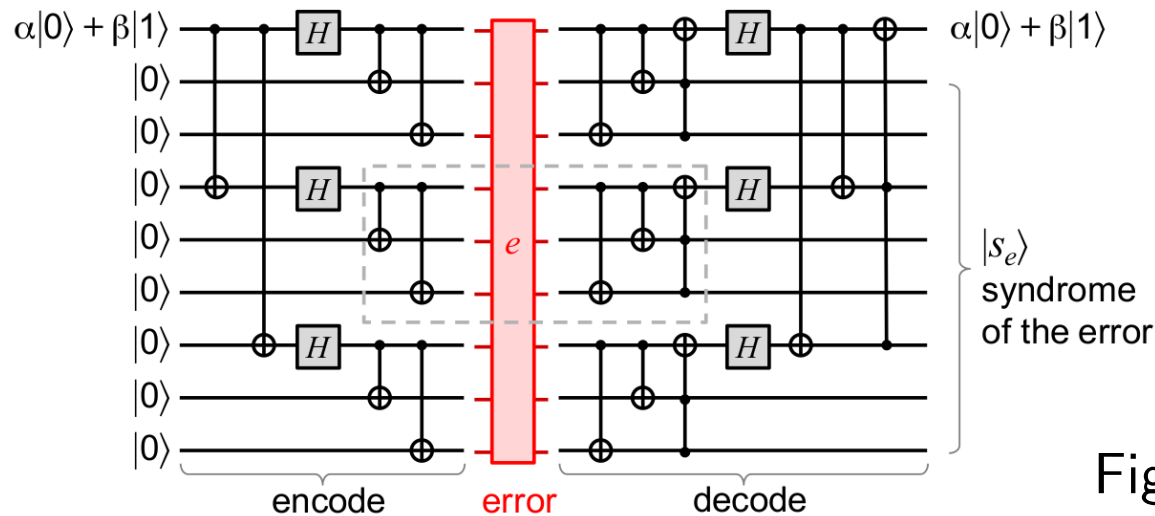 α|0⟩ + β|1⟩ H α|0⟩ + β|1⟩
|0⟩
|0⟩
|0⟩ H H
|0⟩ e |sₑ⟩
|0⟩ syndrome
of the error
|0⟩ H H
|0⟩
|0⟩
Fig
encode error decode